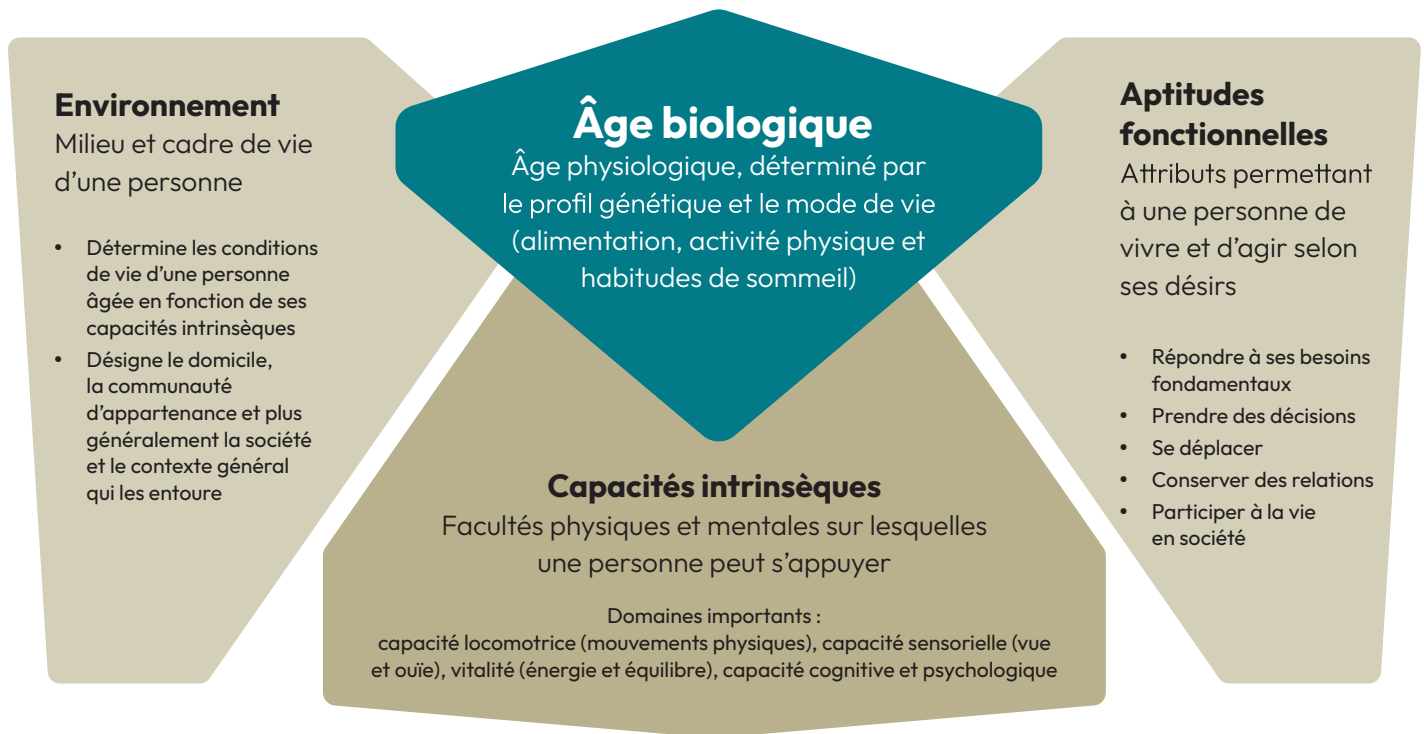 Environnement
Milieu et cadre de vie
d’une personne
• Détermine les conditions
de vie d’une personne
âgée en fonction de ses
capacités intrinsèques
• Désigne le domicile,
la communauté
d’appartenance et plus
généralement la société
et le contexte général
qui les entoure
Âge biologique
Âge physiologique, déterminé par
le profil génétique et le mode de vie
(alimentation, activité physique et
habitudes de sommeil)
Capacités intrinsèques
Facultés physiques et mentales sur lesquelles
une personne peut s’appuyer
Domaines importants :
capacité locomotrice (mouvements physiques), capacité sensorielle (vue
et ouïe), vitalité (énergie et équilibre), capacité cognitive et psychologique
Aptitudes
fonctionnelles
Attributs permettant
à une personne de
vivre et d’agir selon
ses désirs
• Répondre à ses besoins
fondamentaux
• Prendre des décisions
• Se déplacer
• Conserver des relations
• Participer à la vie
en société